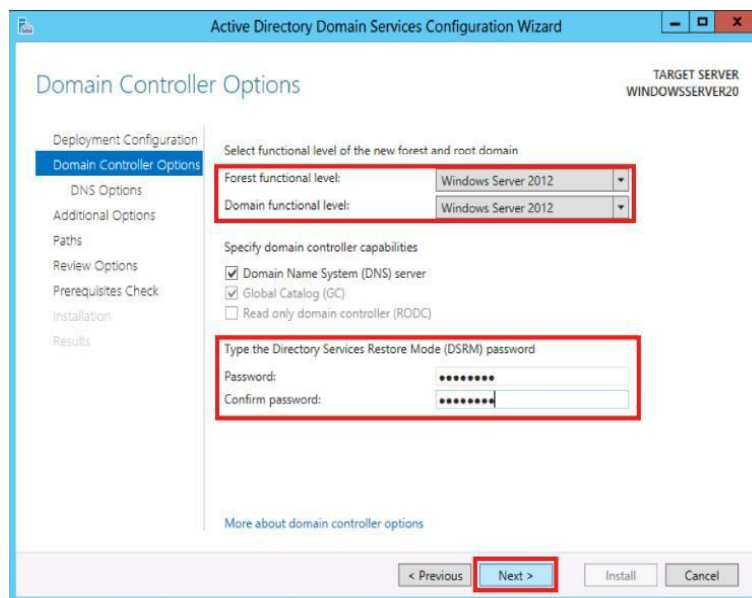 Active Directory Domain Services Configuration Wizard
Domain Controller Options
TARGET SERVER
WINDOWSSERVER20
Deployment Configuration
Domain Controller Options
DNS Options
Additional Options
Paths
Review Options
Prerequisites Check
Installation
Results
Select functional level of the new forest and root domain
Forest functional level: Windows Server 2012
Domain functional level: Windows Server 2012
Specify domain controller capabilities
Domain Name System (DNS) server
Global Catalog (GC)
Read only domain controller (RODC)
Type the Directory Services Restore Mode (DSRM) password
Password: ••••••••
Confirm password: ••••••••
More about domain controller options
< Previous Next > Install Cancel